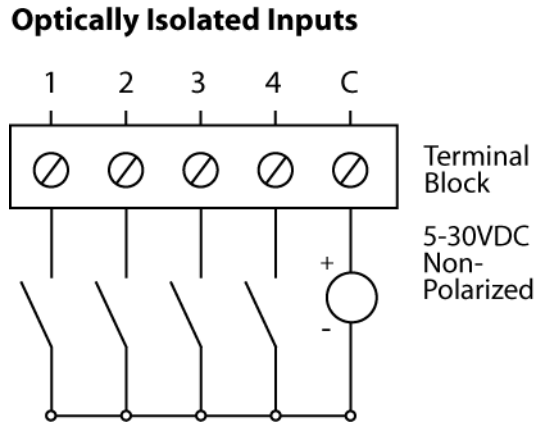 Optically Isolated Inputs
1 2 3 4 C
Terminal
Block
5-30VDC
Non-
Polarized
+
-